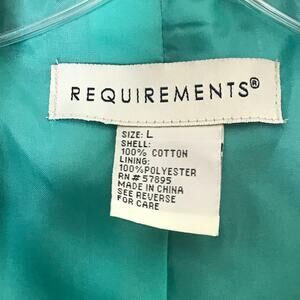 REQUIREMENTS®
SIZE: L
SHELL:
100% COTTON
LINING:
100%POLYESTER
RN# 57895
MADE IN CHINA
SEE REVERSE
FOR CARE